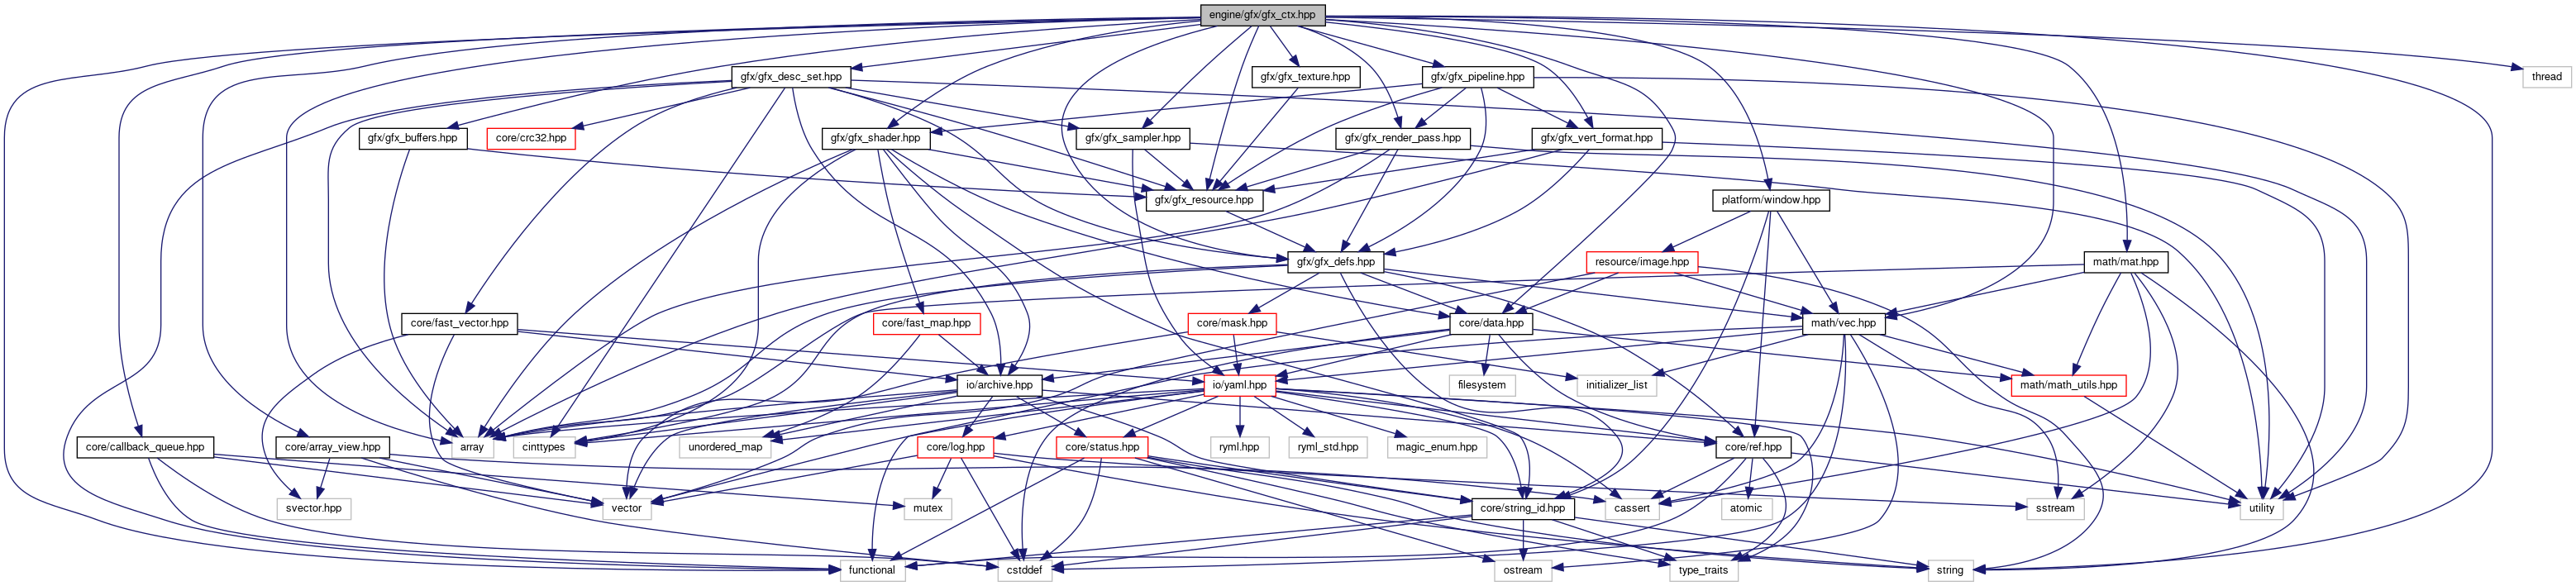 engine/gfx/gfx_ctx.hpp
gfx/gfx_desc_set.hpp
gfx/gfx_texture.hpp
gfx/gfx_pipeline.hpp
thread
gfx/gfx_buffers.hpp
core/crc32.hpp
gfx/gfx_shader.hpp
gfx/gfx_sampler.hpp
gfx/gfx_render_pass.hpp
gfx/gfx_vert_format.hpp
gfx/gfx_resource.hpp
platform/window.hpp
gfx/gfx_defs.hpp
resource/image.hpp
math/mat.hpp
core/fast_vector.hpp
core/fast_map.hpp
core/mask.hpp
core/data.hpp
math/vec.hpp
io/archive.hpp
io/yaml.hpp
filesystem
initializer_list
math/math_utils.hpp
core/callback_queue.hpp
core/array_view.hpp
array
cinttypes
unordered_map
core/log.hpp
core/status.hpp
ryml.hpp
ryml_std.hpp
magic_enum.hpp
core/ref.hpp
svector.hpp
vector
mutex
core/string_id.hpp
cassert
atomic
sstream
utility
functional
cstddef
ostream
type_traits
string